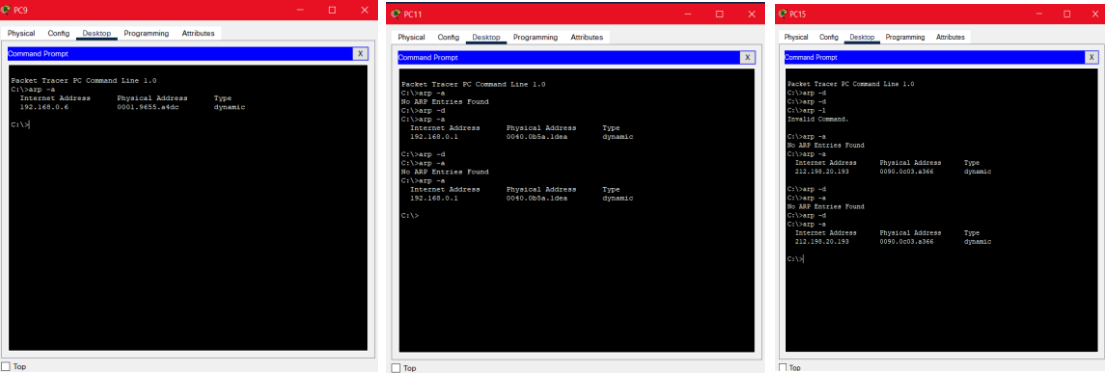 PC9
Physical Config Desktop Programming Attributes
Command Prompt
X
Packet Tracer PC Command Line 1.0
C:\>arp -a
Internet Address Physical Address Type
192.168.0.6 0001.9655.a4dc dynamic
C:\>
Top
PC11
Physical Config Desktop Programming Attributes
Command Prompt
X
Packet Tracer PC Command Line 1.0
C:\>arp -a
No ARP Entries Found
C:\>arp -d
C:\>arp -a
Internet Address Physical Address Type
192.168.0.1 0040.0b5a.1dea dynamic
C:\>arp -d
C:\>arp -a
No ARP Entries Found
C:\>arp -a
Internet Address Physical Address Type
192.168.0.1 0040.0b5a.1dea dynamic
C:\>
Top
PC15
Physical Config Desktop Programming Attributes
Command Prompt
X
Packet Tracer PC Command Line 1.0
C:\>arp -d
C:\>arp -d
C:\>arp -l
Invalid Command.
C:\>arp -a
No ARP Entries Found
C:\>arp -a
Internet Address Physical Address Type
212.198.20.193 0090.0c03.a366 dynamic
C:\>arp -d
C:\>arp -a
No ARP Entries Found
C:\>arp -d
C:\>arp -a
Internet Address Physical Address Type
212.198.20.193 0090.0c03.a366 dynamic
C:\>
Top